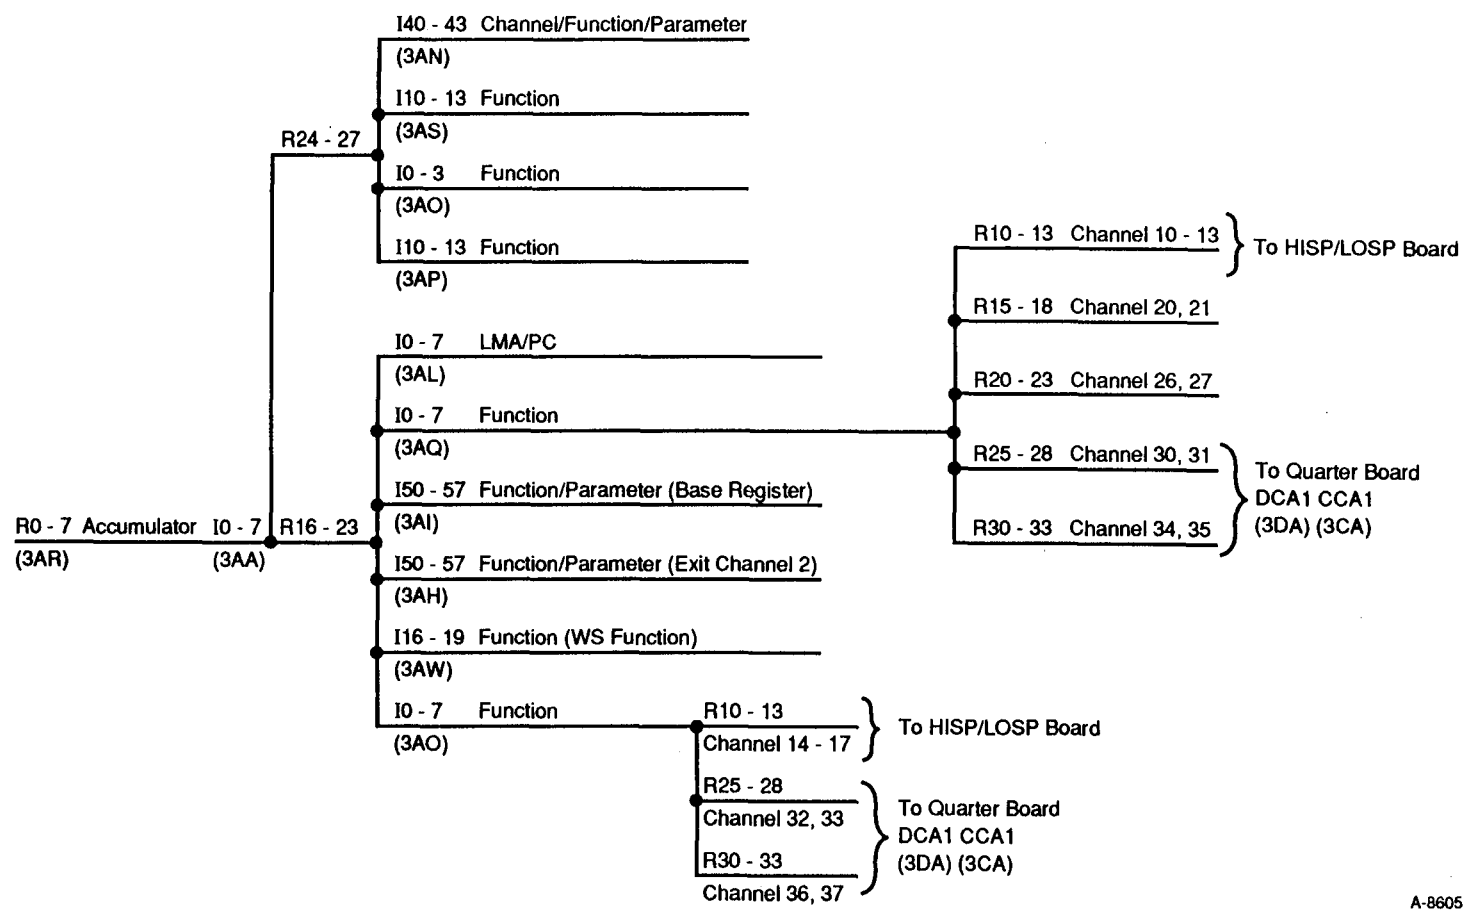 I40 - 43 Channel/Function/Parameter
(3AN)
I10 - 13 Function
(3AS)
R24 - 27
I0 - 3 Function
(3AO)
I10 - 13 Function
(3AP)
I0 - 7 LMA/PC
(3AL)
I0 - 7 Function
(3AQ)
I50 - 57 Function/Parameter (Base Register)
(3AI)
R0 - 7 Accumulator I0 - 7 R16 - 23
(3AR) (3AA)
I50 - 57 Function/Parameter (Exit Channel 2)
(3AH)
I16 - 19 Function (WS Function)
(3AW)
I0 - 7 Function
(3AO)
R10 - 13 Channel 10 - 13
To HISP/LOSP Board
R15 - 18 Channel 20, 21
R20 - 23 Channel 26, 27
R25 - 28 Channel 30, 31
R30 - 33 Channel 34, 35
To Quarter Board
DCA1 CCA1
(3DA) (3CA)
R10 - 13
Channel 14 - 17
To HISP/LOSP Board
R25 - 28
Channel 32, 33
R30 - 33
Channel 36, 37
To Quarter Board
DCA1 CCA1
(3DA) (3CA)
A-8605